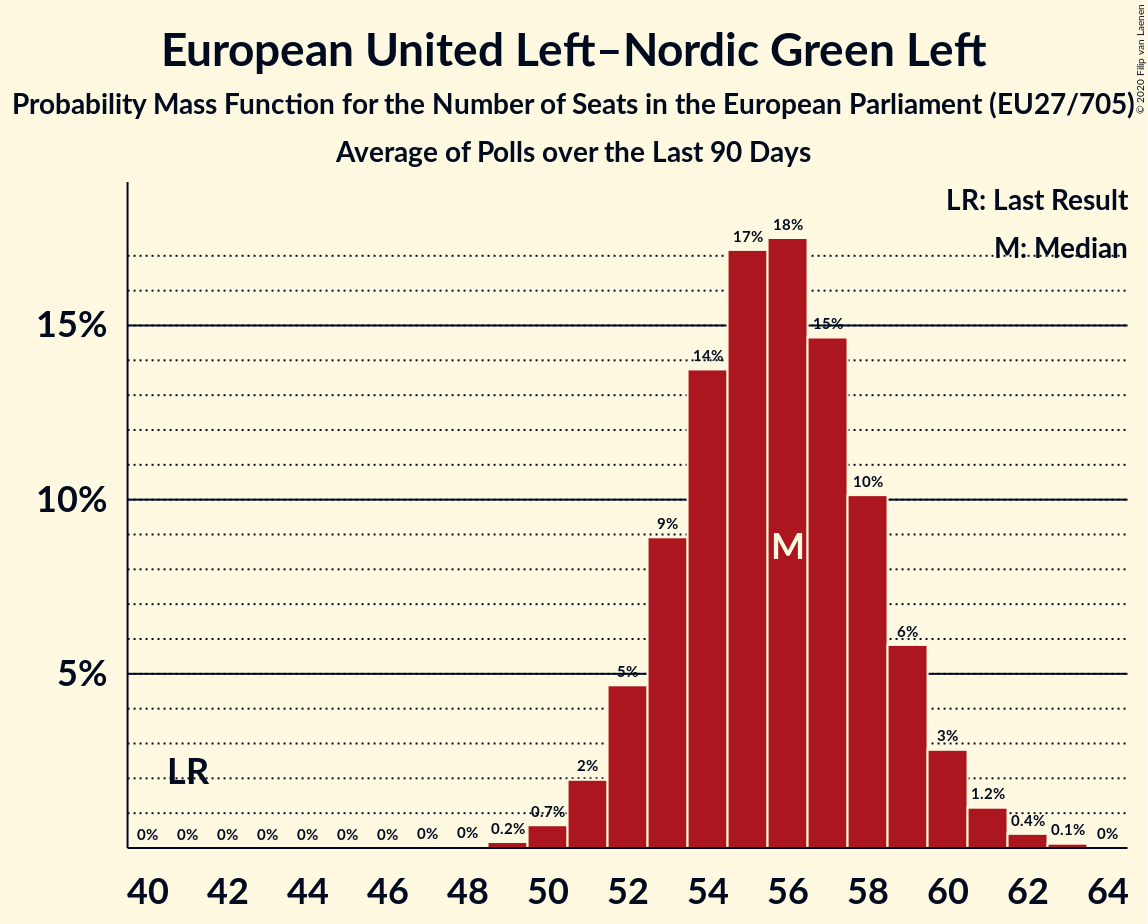 European United Left–Nordic Green Left
Probability Mass Function for the Number of Seats in the European Parliament (EU27/705)
Average of Polls over the Last 90 Days
© 2020 Filip van Laenen
LR: Last Result
M: Median
15%
10%
5%
LR
M
0% 0% 0% 0% 0% 0% 0% 0% 0% 0.2% 0.7% 2% 5% 9% 14% 17% 18% 15% 10% 6% 3% 1.2% 0.4% 0.1% 0%
40 42 44 46 48 50 52 54 56 58 60 62 64